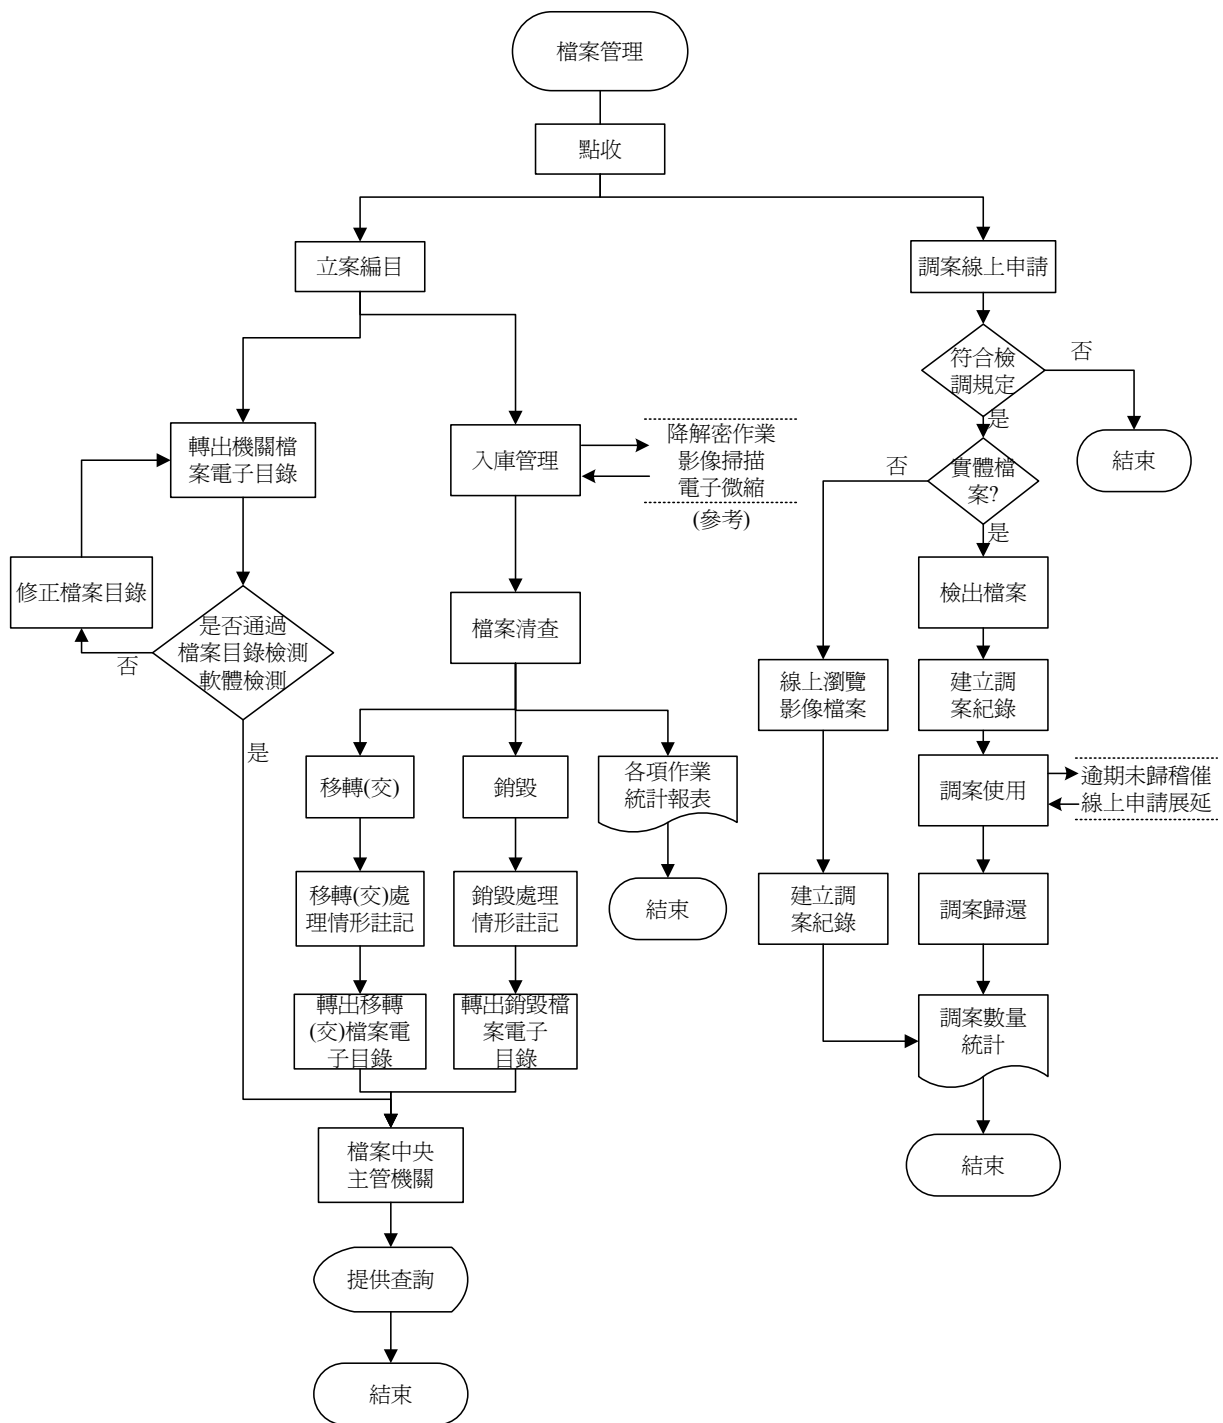 檔案管理
點收
立案編目
調案線上申請
符合檢
調規定
否
是
結束
轉出機關檔
案電子目錄
入庫管理
降解密作業
影像掃描
電子微縮
(參考)
否
實體檔
案?
是
修正檔案目錄
是否通過
檔案目錄檢測
軟體檢測
否
是
檔案清查
檢出檔案
線上瀏覽
影像檔案
建立調
案紀錄
移轉(交)
銷毀
各項作業
統計報表
調案使用
逾期未歸稽催
線上申請展延
移轉(交)處
理情形註記
銷毀處理
情形註記
結束
建立調
案紀錄
調案歸還
轉出移轉
(交)檔案電
子目錄
轉出銷毀檔
案電子
目錄
調案數量
統計
檔案中央
主管機關
結束
提供查詢
結束